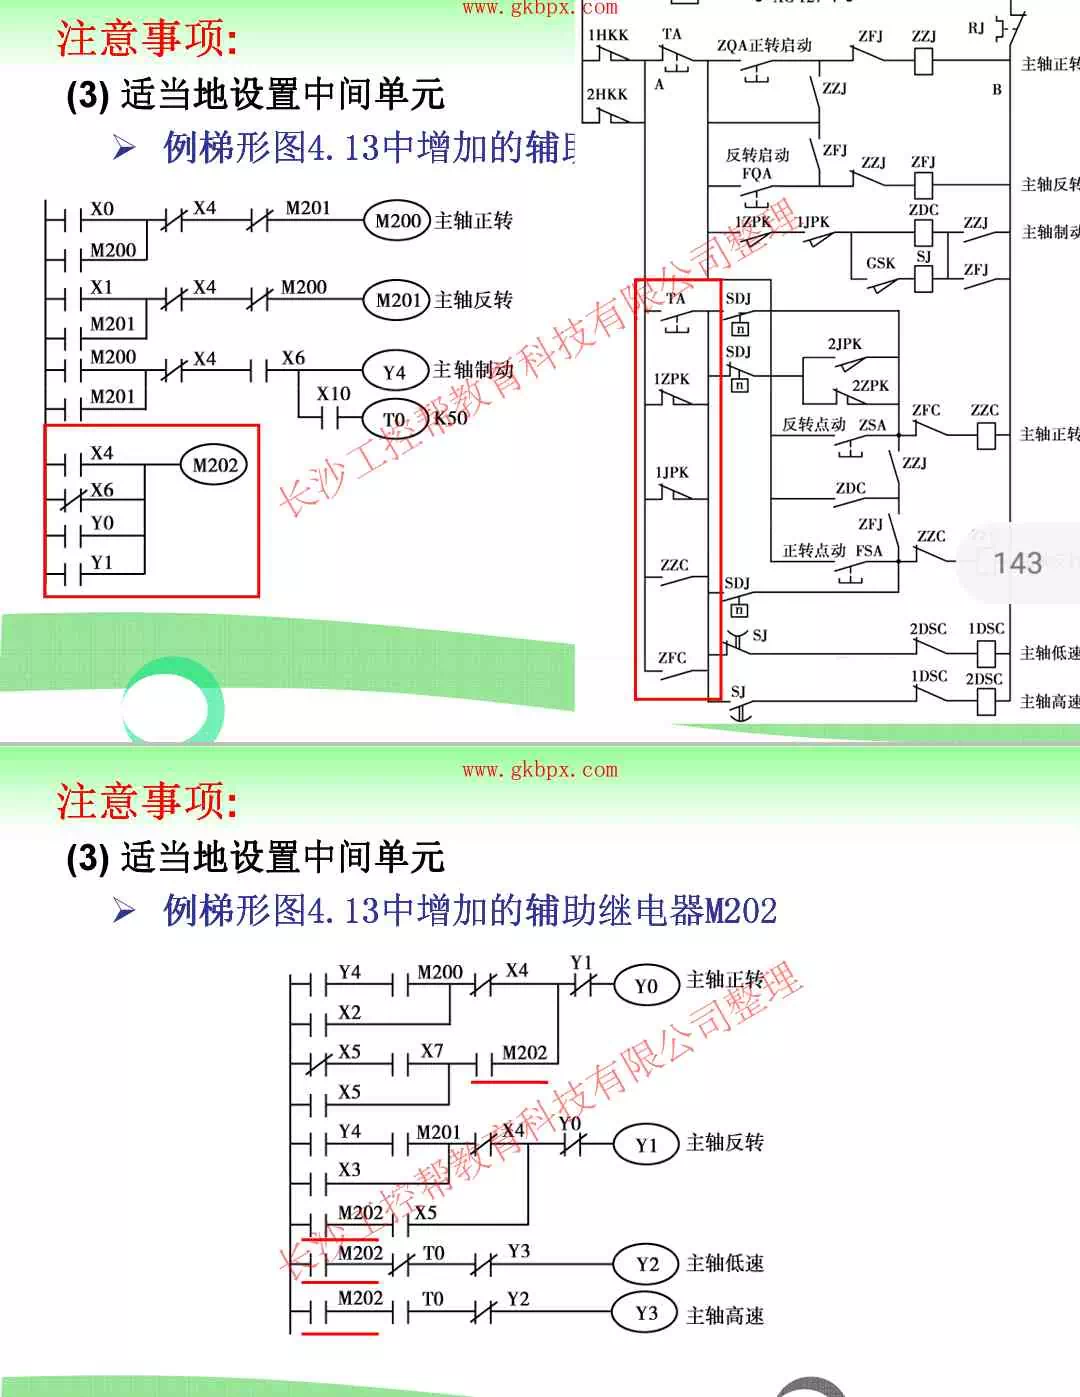 www.gkbpx.com
注意事项:
(3) 适当地设置中间单元
➢ 例梯形图4.13中增加的辅助
X0 X4 M201 M200 主轴正转
M200
X1 X4 M200 M201 主轴反转
M201
M200 X4 X6 Y4 主轴制动
M201 X10 T0 K50
X4 M202
X6
Y0
Y1
1HKK TA ZQA正转启动 ZFJ ZZJ RJ
主轴正转
A ZZJ B
2HKK
反转启动 ZFJ ZZJ ZFJ
FQA 主轴反转
ZDC
1ZPK 1JPK ZZJ 主轴制动
GSK SJ ZFJ
TA SDJ
n
SDJ 2JPK
n
1ZPK 2ZPK
反转点动 ZSA ZFC ZZC
主轴正转
ZZJ
1JPK ZDC
ZFJ ZZC
正转点动 FSA
143
ZZC SDJ
n
SJ 2DSC 1DSC
主轴低速
ZFC 1DSC 2DSC
SJ 主轴高速
长沙工控帮教育科技有限公司整理
www.gkbpx.com
注意事项:
(3) 适当地设置中间单元
➢ 例梯形图4.13中增加的辅助继电器M202
Y4 M200 X4 Y1 Y0 主轴正转
X2
X5 X7 M202
X5
Y4 M201 X4 Y0 Y1 主轴反转
X3
M202 X5
M202 T0 Y3 Y2 主轴低速
M202 T0 Y2 Y3 主轴高速
长沙工控帮教育科技有限公司整理